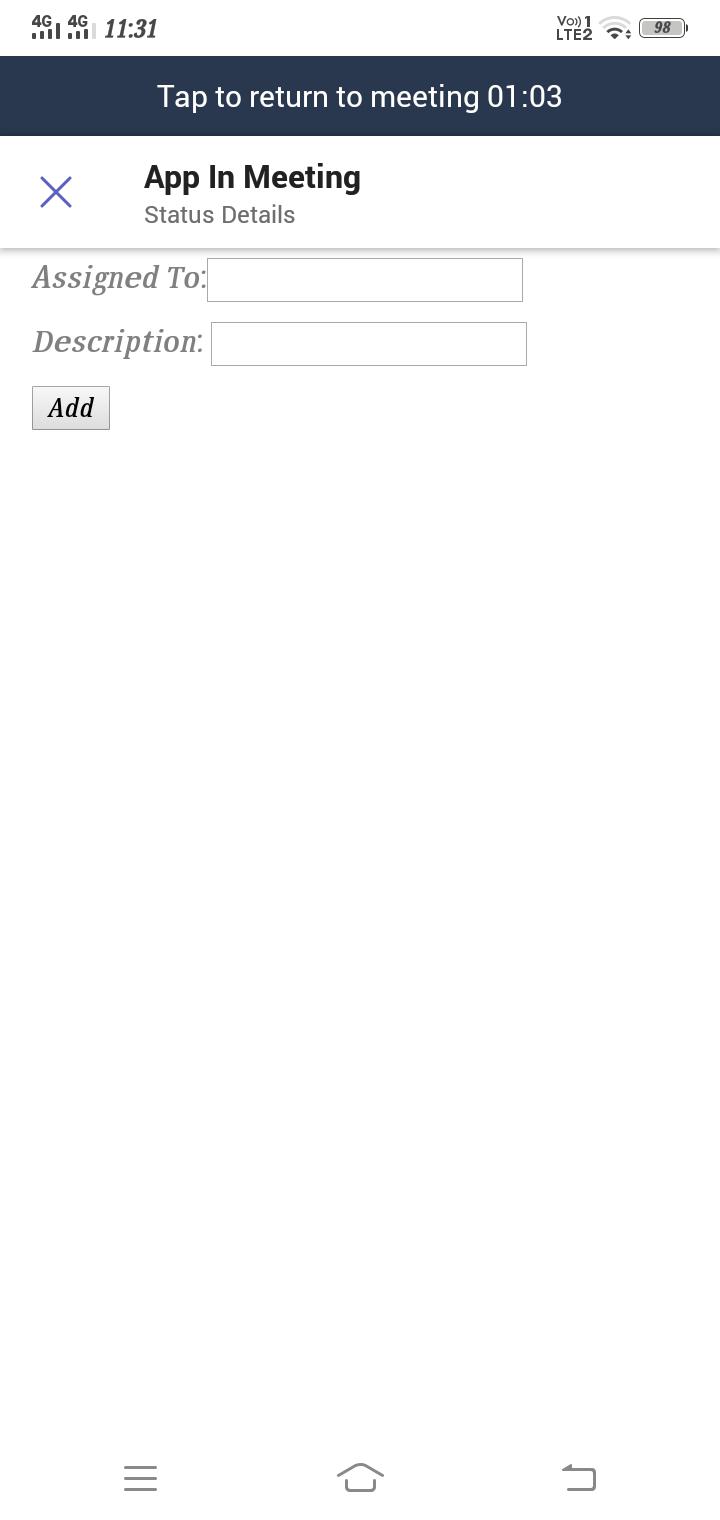 4G 4G 11:31 Vo)) 1 LTE2 98
Tap to return to meeting 01:03
App In Meeting
Status Details
Assigned To:
Description:
Add